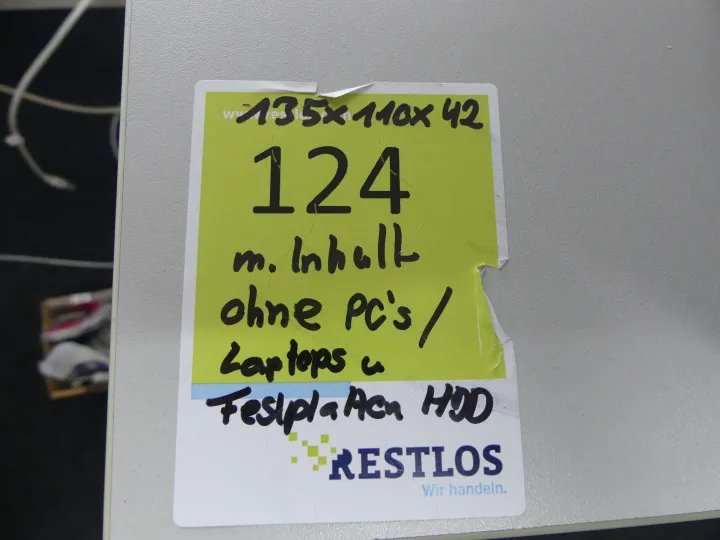 135x110x42
124
m. Inhalt
ohne PC's /
Laptops u
Festplatten HDD
RESTLOS
Wir handeln.